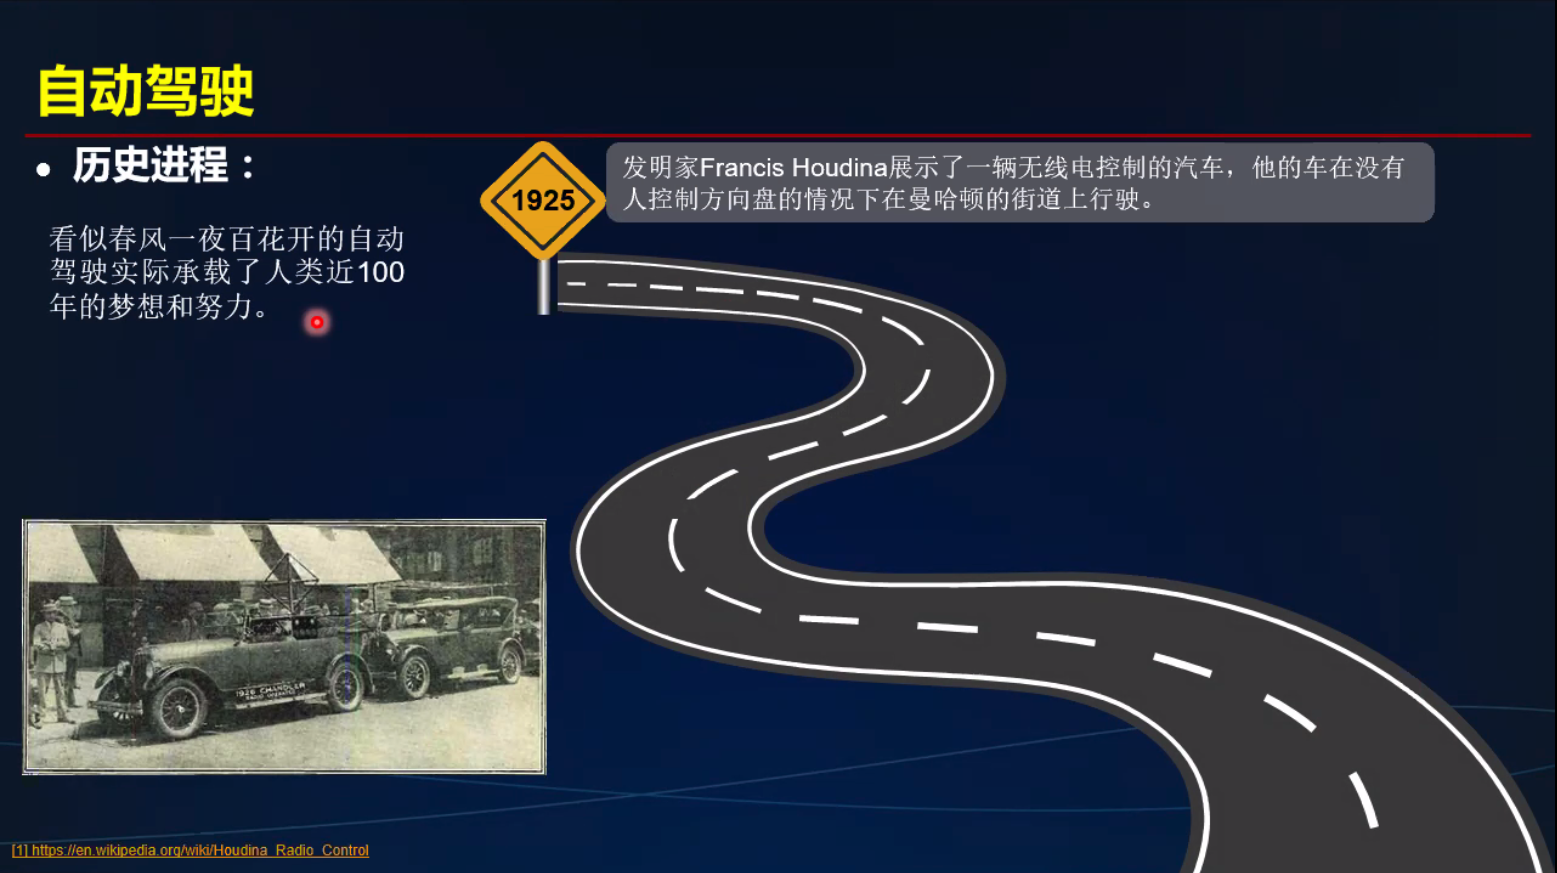 自动驾驶
历史进程：
1925
发明家Francis Houdina展示了一辆无线电控制的汽车，他的车在没有
人控制方向盘的情况下在曼哈顿的街道上行驶。
看似春风一夜百花开的自动
驾驶实际承载了人类近100
年的梦想和努力。
1926 CHANDLER
[1] https://en.wikipedia.org/wiki/Houdina_Radio_Control